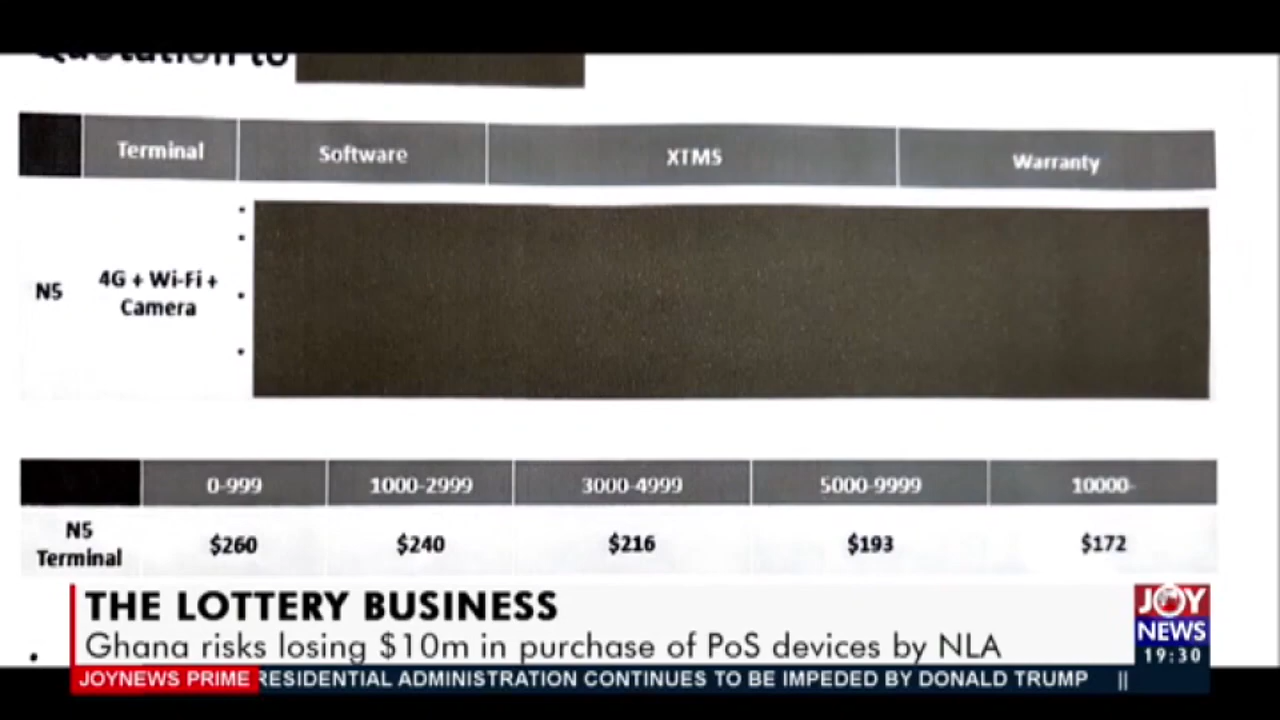 Quotation to
Terminal Software XTMS Warranty
N5 4G + Wi-Fi + Camera
0-999 1000-2999 3000-4999 5000-9999 10000-
N5 Terminal $260 $240 $216 $193 $172
THE LOTTERY BUSINESS
Ghana risks losing $10m in purchase of PoS devices by NLA
JOY NEWS
19:30
JOYNEWS PRIME RESIDENTIAL ADMINISTRATION CONTINUES TO BE IMPEDED BY DONALD TRUMP ||